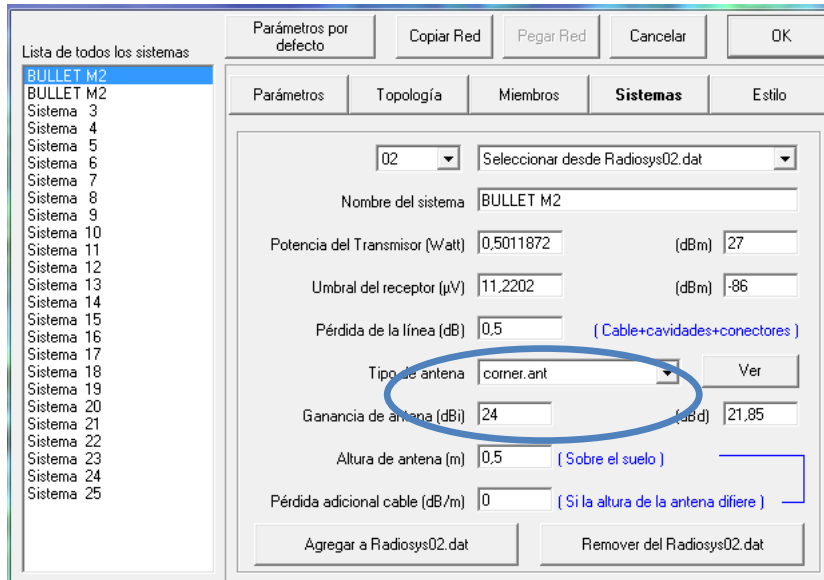 Parámetros por defecto
Copiar Red
Pegar Red
Cancelar
OK
Lista de todos los sistemas
BULLET M2
BULLET M2
Sistema 3
Sistema 4
Sistema 5
Sistema 6
Sistema 7
Sistema 8
Sistema 9
Sistema 10
Sistema 11
Sistema 12
Sistema 13
Sistema 14
Sistema 15
Sistema 16
Sistema 17
Sistema 18
Sistema 19
Sistema 20
Sistema 21
Sistema 22
Sistema 23
Sistema 24
Sistema 25
Parámetros
Topología
Miembros
Sistemas
Estilo
02
Seleccionar desde Radiosys02.dat
Nombre del sistema BULLET M2
Potencia del Transmisor (Watt) 0,5011872 (dBm) 27
Umbral del receptor (µV) 11,2202 (dBm) -86
Pérdida de la línea (dB) 0,5 ( Cable+cavidades+conectores )
Tipo de antena corner.ant Ver
Ganancia de antena (dBi) 24 (dBd) 21,85
Altura de antena (m) 0,5 ( Sobre el suelo )
Pérdida adicional cable (dB/m) 0 ( Si la altura de la antena difiere )
Agregar a Radiosys02.dat
Remover del Radiosys02.dat